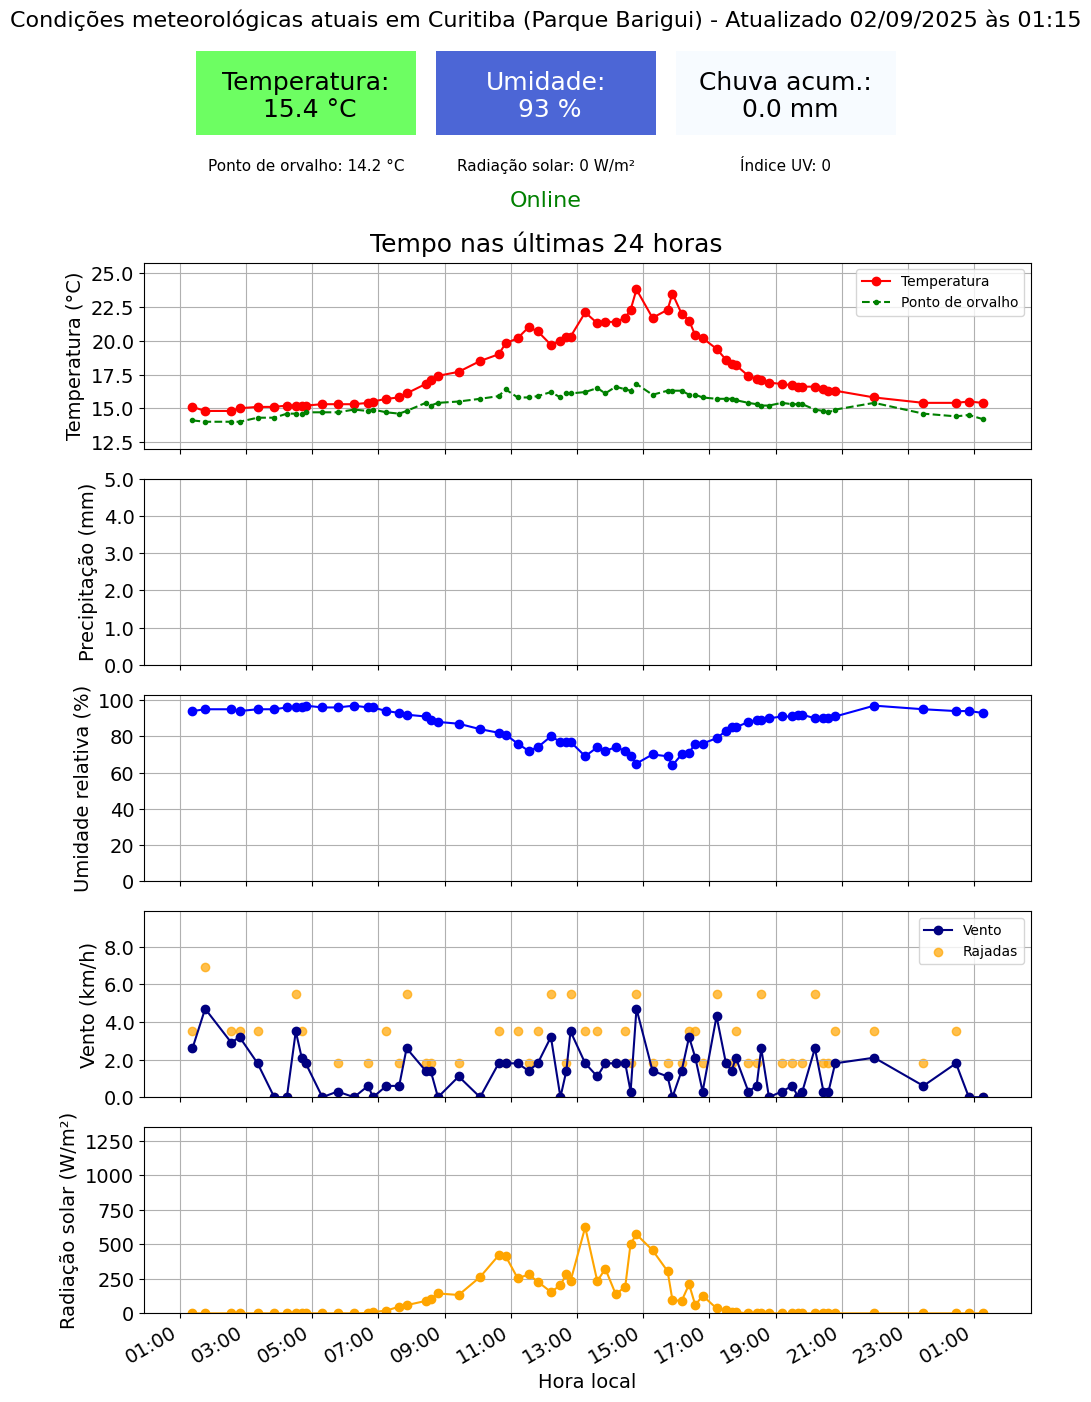 Condições meteorológicas atuais em Curitiba (Parque Barigui) - Atualizado 02/09/2025 às 01:15
Temperatura:
15.4 °C
Umidade:
93 %
Chuva acum.:
0.0 mm
Ponto de orvalho: 14.2 °C
Radiação solar: 0 W/m²
Índice UV: 0
Online
Tempo nas últimas 24 horas
Temperatura (°C)
25.0
22.5
20.0
17.5
15.0
12.5
Temperatura
Ponto de orvalho
Precipitação (mm)
5.0
4.0
3.0
2.0
1.0
0.0
Umidade relativa (%)
100
80
60
40
20
0
Vento (km/h)
8.0
6.0
4.0
2.0
0.0
Vento
Rajadas
Radiação solar (W/m²)
1250
1000
750
500
250
0
01:00
03:00
05:00
07:00
09:00
11:00
13:00
15:00
17:00
19:00
21:00
23:00
01:00
Hora local